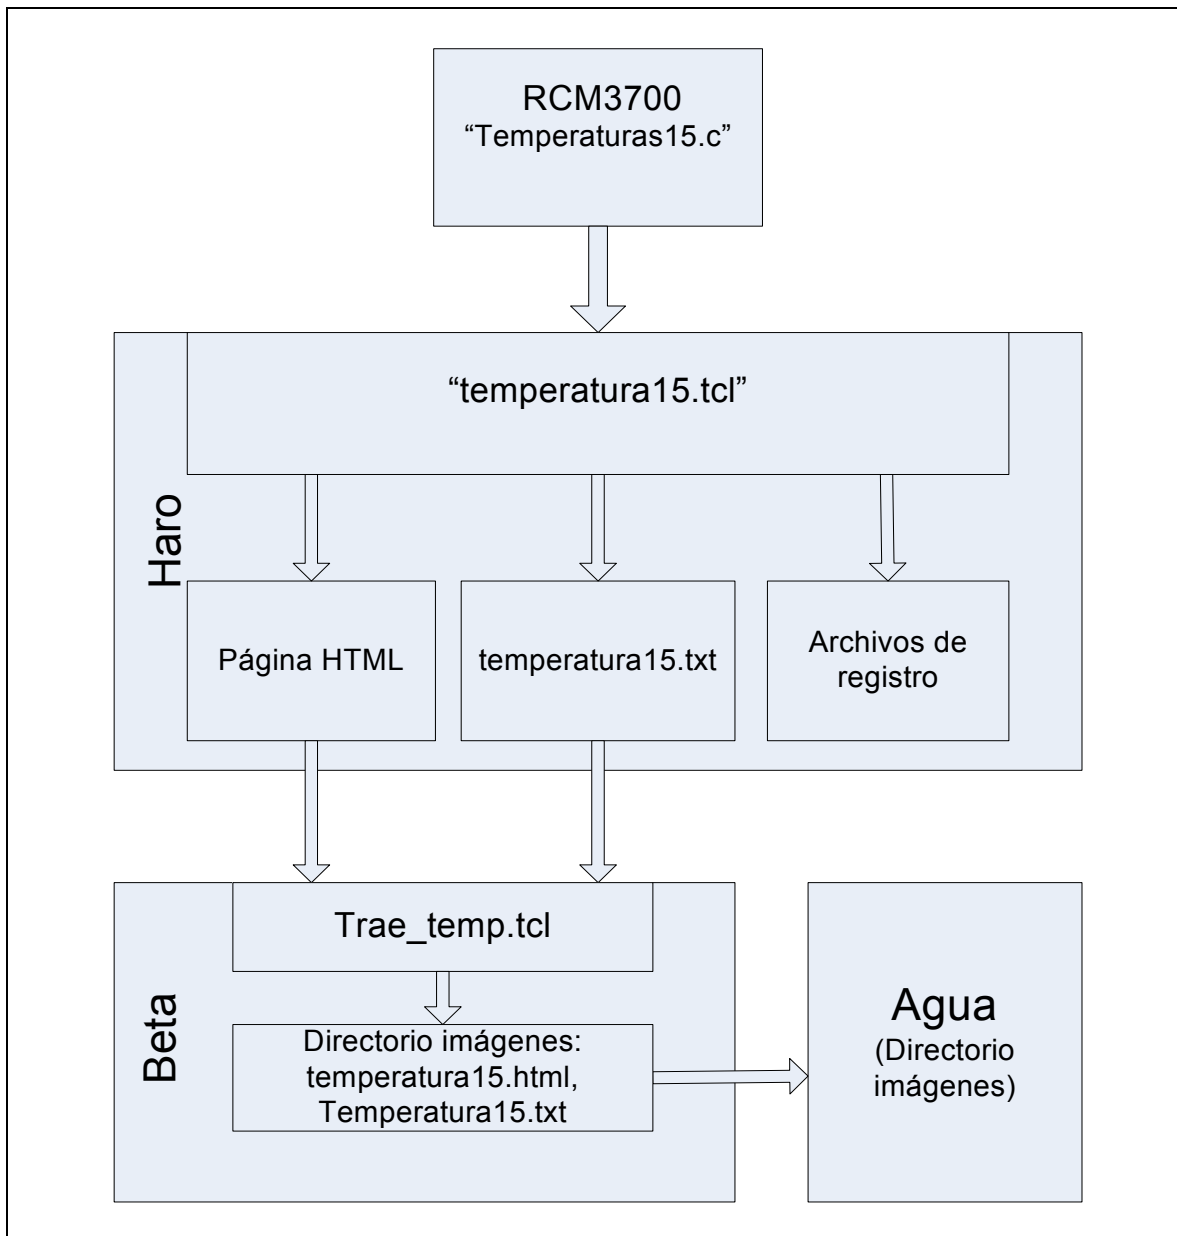 RCM3700
“Temperaturas15.c”
“temperatura15.tcl”
Haro
Página HTML
temperatura15.txt
Archivos de
registro
Trae_temp.tcl
Beta
Directorio imágenes:
temperatura15.html,
Temperatura15.txt
Agua
(Directorio
imágenes)